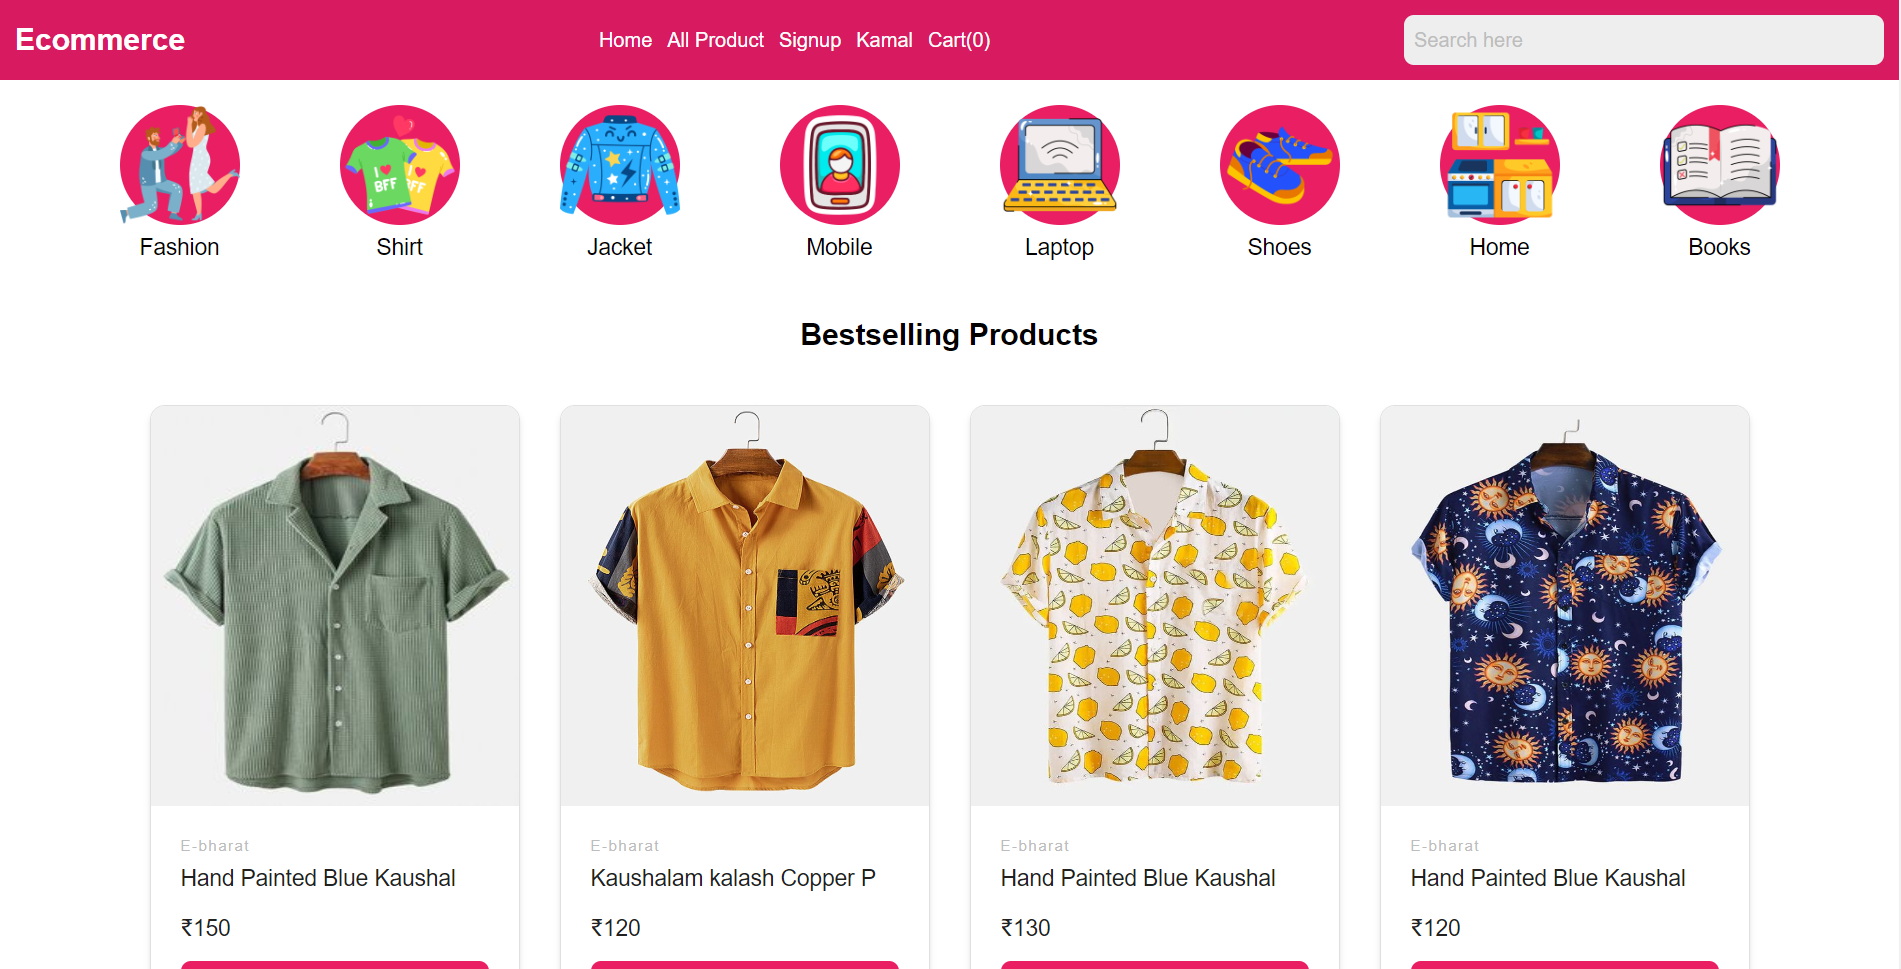 Ecommerce
Home All Product Signup Kamal Cart(0)
Search here
I ❤ BFF
I ❤ BFF
Fashion
Shirt
Jacket
Mobile
Laptop
Shoes
Home
Books
Bestselling Products
E-bharat
Hand Painted Blue Kaushal
₹150
E-bharat
Kaushalam kalash Copper P
₹120
E-bharat
Hand Painted Blue Kaushal
₹130
E-bharat
Hand Painted Blue Kaushal
₹120